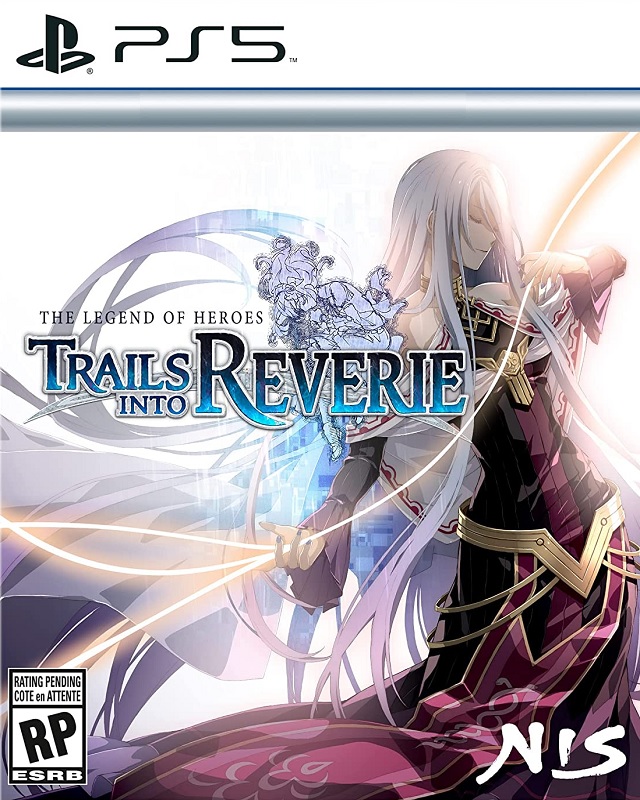 PS5
THE LEGEND OF HEROES
TRAILS
INTO REVERIE
RATING PENDING
COTE en ATTENTE
RP
ESRB
NIS